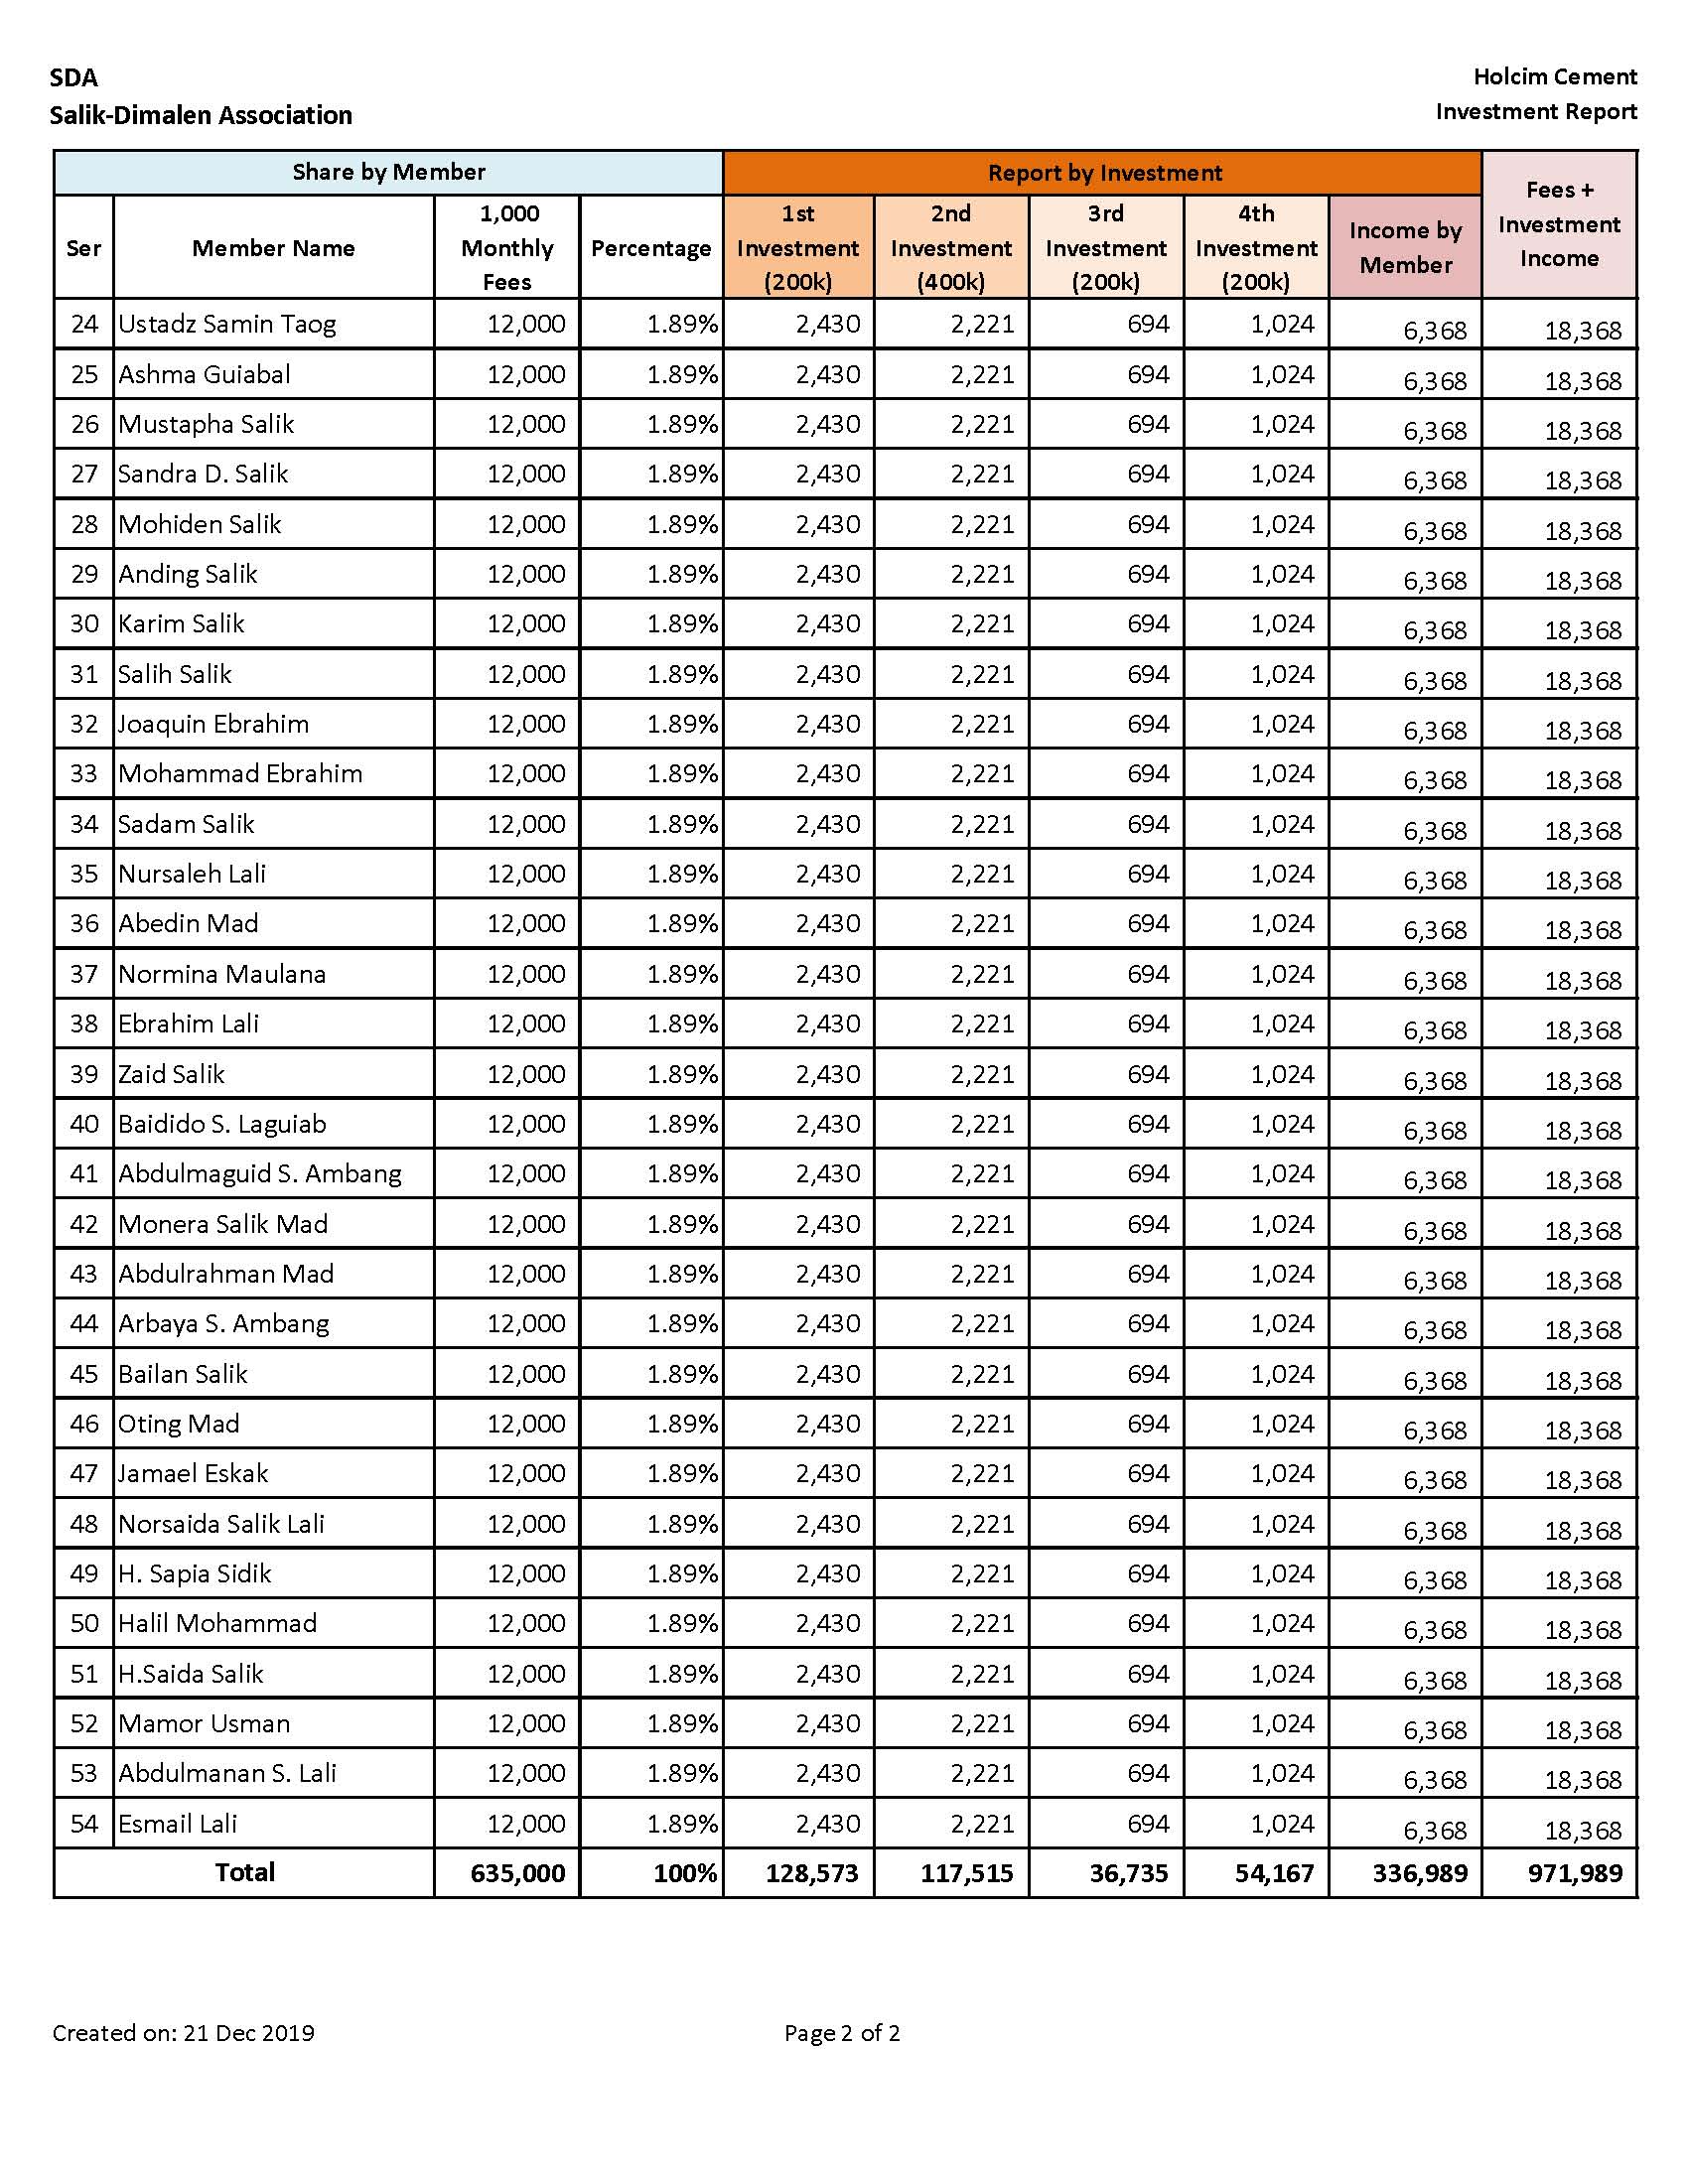 SDA
Holcim Cement
Salik-Dimalen Association
Investment Report
Share by Member Report by Investment Fees + Investment Income
Ser Member Name 1,000 Monthly Fees Percentage 1st Investment (200k) 2nd Investment (400k) 3rd Investment (200k) 4th Investment (200k) Income by Member
24 Ustadz Samin Taog 12,000 1.89% 2,430 2,221 694 1,024 6,368 18,368
25 Ashma Guiabal 12,000 1.89% 2,430 2,221 694 1,024 6,368 18,368
26 Mustapha Salik 12,000 1.89% 2,430 2,221 694 1,024 6,368 18,368
27 Sandra D. Salik 12,000 1.89% 2,430 2,221 694 1,024 6,368 18,368
28 Mohiden Salik 12,000 1.89% 2,430 2,221 694 1,024 6,368 18,368
29 Anding Salik 12,000 1.89% 2,430 2,221 694 1,024 6,368 18,368
30 Karim Salik 12,000 1.89% 2,430 2,221 694 1,024 6,368 18,368
31 Salih Salik 12,000 1.89% 2,430 2,221 694 1,024 6,368 18,368
32 Joaquin Ebrahim 12,000 1.89% 2,430 2,221 694 1,024 6,368 18,368
33 Mohammad Ebrahim 12,000 1.89% 2,430 2,221 694 1,024 6,368 18,368
34 Sadam Salik 12,000 1.89% 2,430 2,221 694 1,024 6,368 18,368
35 Nursaleh Lali 12,000 1.89% 2,430 2,221 694 1,024 6,368 18,368
36 Abedin Mad 12,000 1.89% 2,430 2,221 694 1,024 6,368 18,368
37 Normina Maulana 12,000 1.89% 2,430 2,221 694 1,024 6,368 18,368
38 Ebrahim Lali 12,000 1.89% 2,430 2,221 694 1,024 6,368 18,368
39 Zaid Salik 12,000 1.89% 2,430 2,221 694 1,024 6,368 18,368
40 Baidido S. Laguiab 12,000 1.89% 2,430 2,221 694 1,024 6,368 18,368
41 Abdulmaguid S. Ambang 12,000 1.89% 2,430 2,221 694 1,024 6,368 18,368
42 Monera Salik Mad 12,000 1.89% 2,430 2,221 694 1,024 6,368 18,368
43 Abdulrahman Mad 12,000 1.89% 2,430 2,221 694 1,024 6,368 18,368
44 Arbaya S. Ambang 12,000 1.89% 2,430 2,221 694 1,024 6,368 18,368
45 Bailan Salik 12,000 1.89% 2,430 2,221 694 1,024 6,368 18,368
46 Oting Mad 12,000 1.89% 2,430 2,221 694 1,024 6,368 18,368
47 Jamael Eskak 12,000 1.89% 2,430 2,221 694 1,024 6,368 18,368
48 Norsaida Salik Lali 12,000 1.89% 2,430 2,221 694 1,024 6,368 18,368
49 H. Sapia Sidik 12,000 1.89% 2,430 2,221 694 1,024 6,368 18,368
50 Halil Mohammad 12,000 1.89% 2,430 2,221 694 1,024 6,368 18,368
51 H.Saida Salik 12,000 1.89% 2,430 2,221 694 1,024 6,368 18,368
52 Mamor Usman 12,000 1.89% 2,430 2,221 694 1,024 6,368 18,368
53 Abdulmanan S. Lali 12,000 1.89% 2,430 2,221 694 1,024 6,368 18,368
54 Esmail Lali 12,000 1.89% 2,430 2,221 694 1,024 6,368 18,368
Total 635,000 100% 128,573 117,515 36,735 54,167 336,989 971,989
Created on: 21 Dec 2019 Page 2 of 2